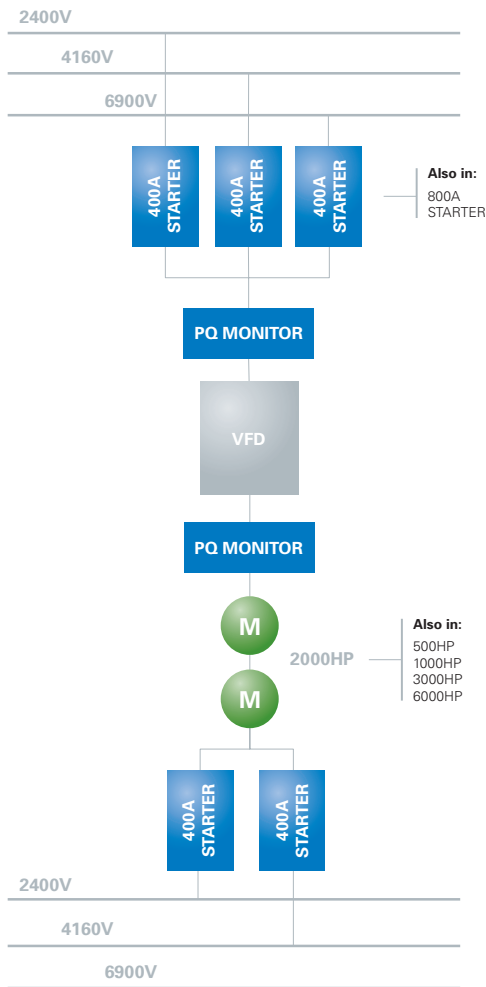 2400V
4160V
6900V
400A
STARTER
400A
STARTER
400A
STARTER
Also in:
800A
STARTER
PQ MONITOR
VFD
PQ MONITOR
M
2000HP
M
Also in:
500HP
1000HP
3000HP
6000HP
400A
STARTER
400A
STARTER
2400V
4160V
6900V